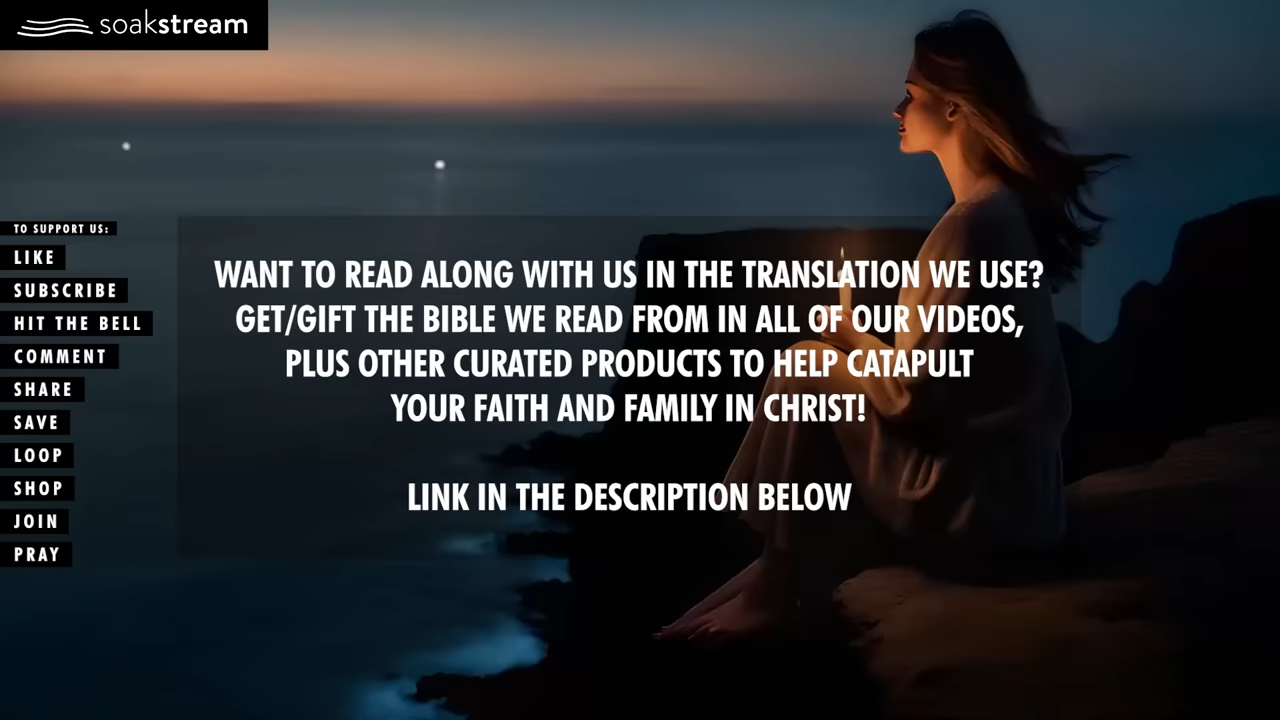 soakstream
TO SUPPORT US:
LIKE
SUBSCRIBE
HIT THE BELL
COMMENT
SHARE
SAVE
LOOP
SHOP
JOIN
PRAY
WANT TO READ ALONG WITH US IN THE TRANSLATION WE USE?
GET/GIFT THE BIBLE WE READ FROM IN ALL OF OUR VIDEOS,
PLUS OTHER CURATED PRODUCTS TO HELP CATAPULT
YOUR FAITH AND FAMILY IN CHRIST!
LINK IN THE DESCRIPTION BELOW